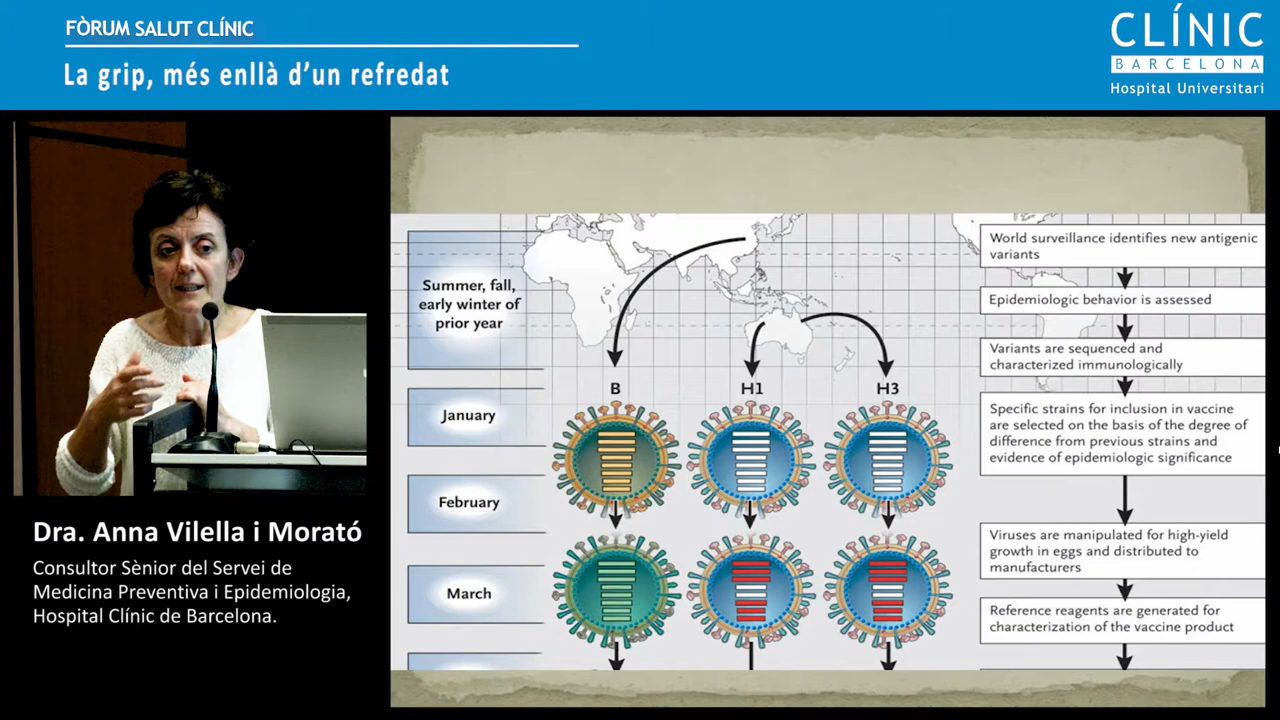 FÒRUM SALUT CLÍNIC
La grip, més enllà d'un refredat
CLÍNIC
BARCELONA
Hospital Universitari
Summer, fall,
early winter of
prior year
January
February
March
B
H1
H3
World surveillance identifies new antigenic
variants
Epidemiologic behavior is assessed
Variants are sequenced and
characterized immunologically
Specific strains for inclusion in vaccine
are selected on the basis of the degree of
difference from previous strains and
evidence of epidemiologic significance
Viruses are manipulated for high-yield
growth in eggs and distributed to
manufacturers
Reference reagents are generated for
characterization of the vaccine product
Dra. Anna Vilella i Morató
Consultor Sènior del Servei de
Medicina Preventiva i Epidemiologia,
Hospital Clínic de Barcelona.